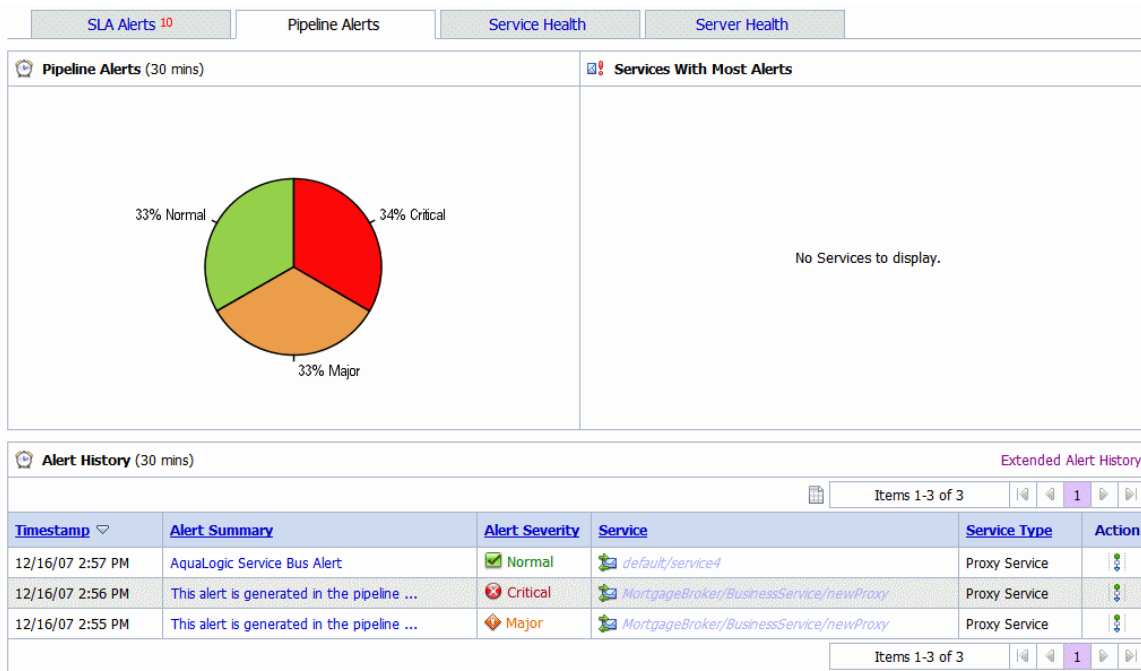 SLA Alerts 10
Pipeline Alerts
Service Health
Server Health
Pipeline Alerts (30 mins)
Services With Most Alerts
33% Normal
34% Critical
33% Major
No Services to display.
Alert History (30 mins)
Extended Alert History
Items 1-3 of 3
1
Timestamp Alert Summary Alert Severity Service Service Type Action
12/16/07 2:57 PM AquaLogic Service Bus Alert Normal default/service4 Proxy Service
12/16/07 2:56 PM This alert is generated in the pipeline ... Critical MortgageBroker/BusinessService/newProxy Proxy Service
12/16/07 2:55 PM This alert is generated in the pipeline ... Major MortgageBroker/BusinessService/newProxy Proxy Service
Items 1-3 of 3
1